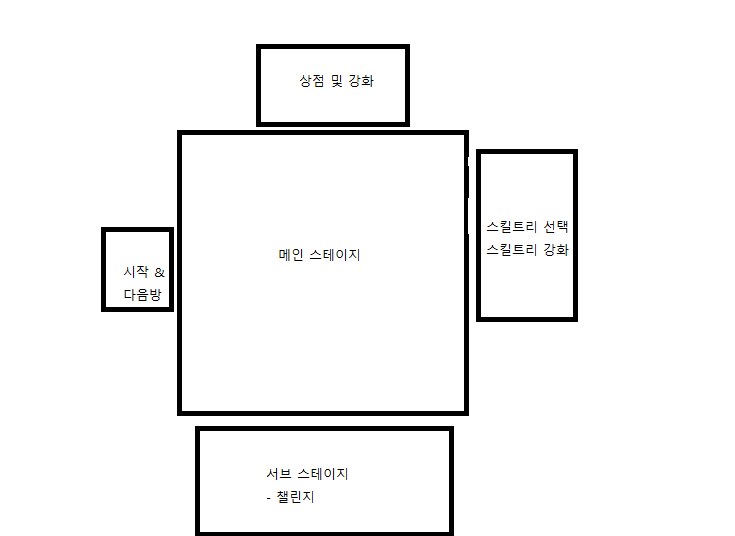 상점 및 강화
메인 스테이지
스킬트리 선택
스킬트리 강화
시작 &
다음방
서브 스테이지
- 챌린지